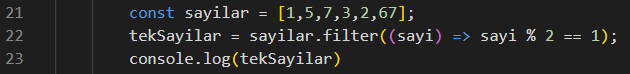 21 const sayilar = [1,5,7,3,2,67];
22 tekSayilar = sayilar.filter((sayi) => sayi % 2 == 1);
23 console.log(tekSayilar)